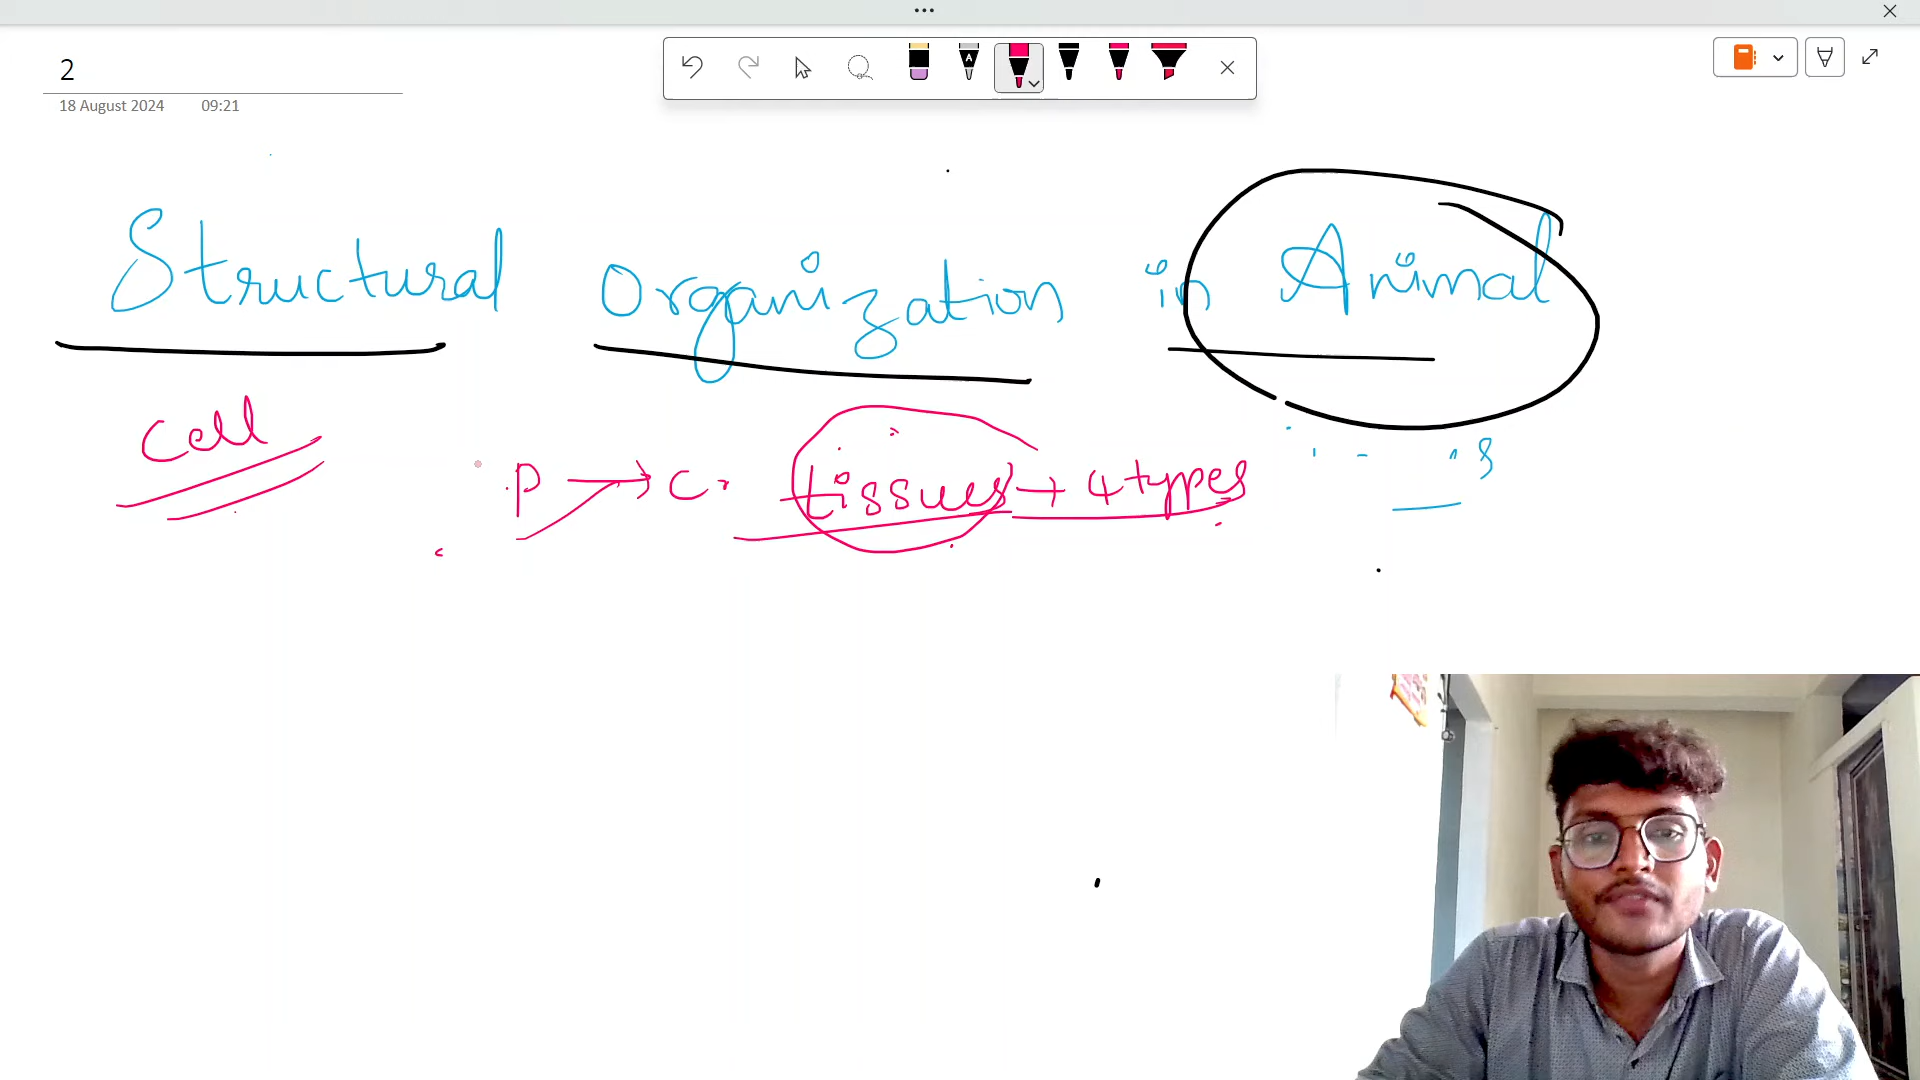 2
18 August 2024 09:21
Structural Organization in Animal
Cell
P → C. tissues → 4 types